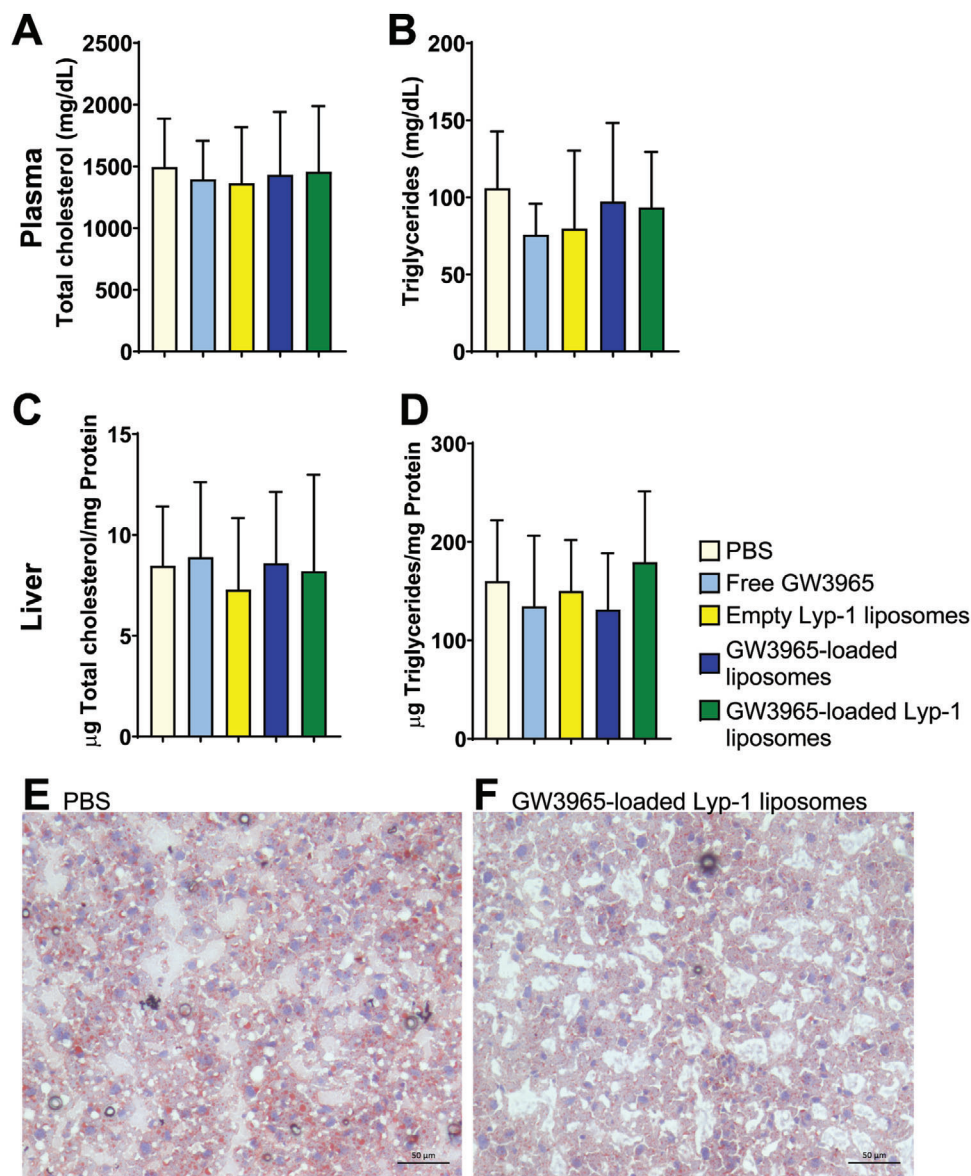 A
B
Plasma
Total cholesterol (mg/dL)
2500
2000
1500
1000
500
0
Triglycerides (mg/dL)
200
150
100
50
0
C
D
Liver
µg Total cholesterol/mg Protein
15
10
5
0
µg Triglycerides/mg Protein
300
200
100
0
PBS
Free GW3965
Empty Lyp-1 liposomes
GW3965-loaded
liposomes
GW3965-loaded Lyp-1
liposomes
E PBS
F GW3965-loaded Lyp-1 liposomes
50 µm
50 µm